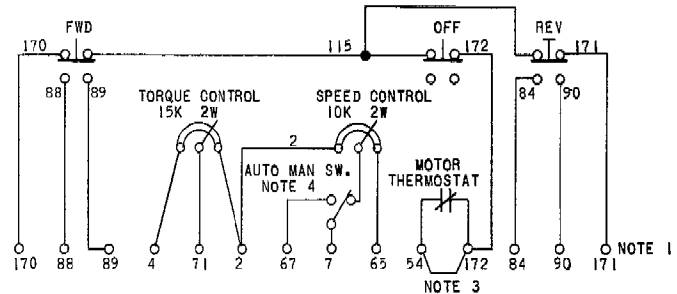 FWD OFF REV
170 115 172 171
88 89 84 90
TORQUE CONTROL SPEED CONTROL
15K 2W 10K 2W
2
AUTO MAN SW.
NOTE 4
MOTOR
THERMOSTAT
NOTE 1
170 88 89 4 71 2 67 7 65 54 172 84 90 171
NOTE 3